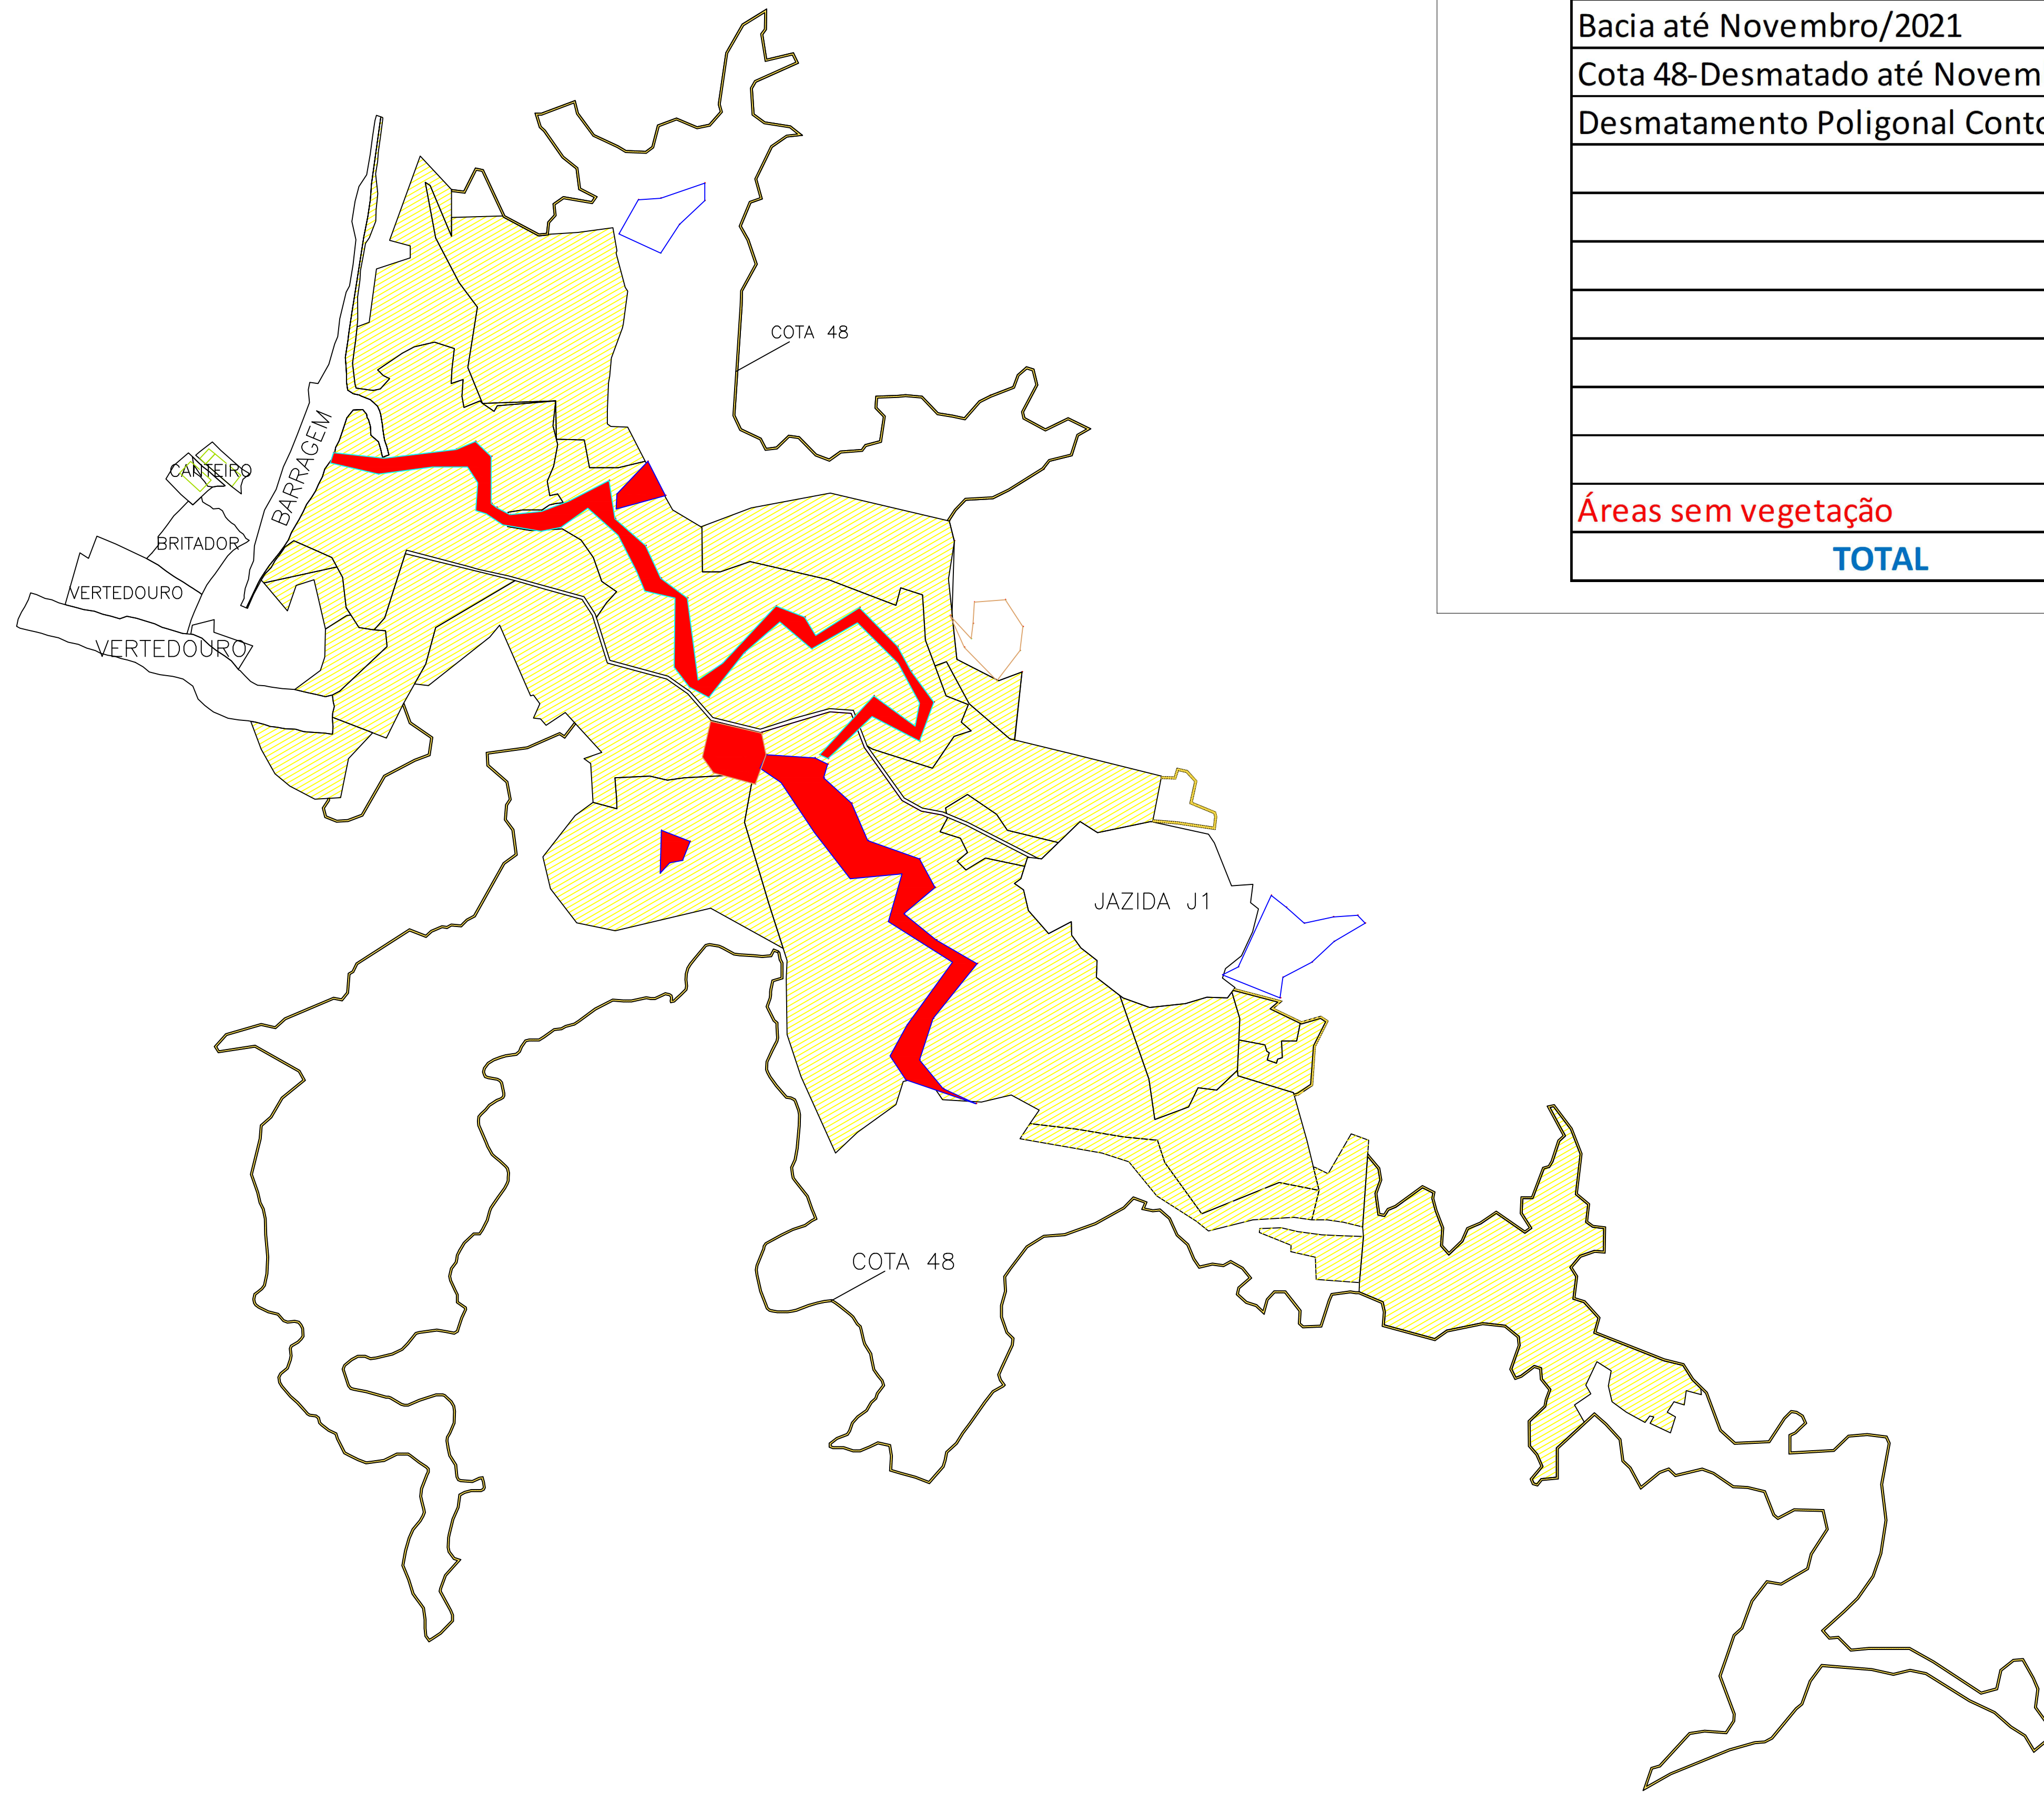 Bacia até Novembro/2021
Cota 48-Desmatado até Novem
Desmatamento Poligonal Conto
Áreas sem vegetação
TOTAL
COTA 48
BARRAGEM
CANTEIRO
BRITADOR
VERTEDOURO
VERTEDOURO
JAZIDA J1
COTA 48